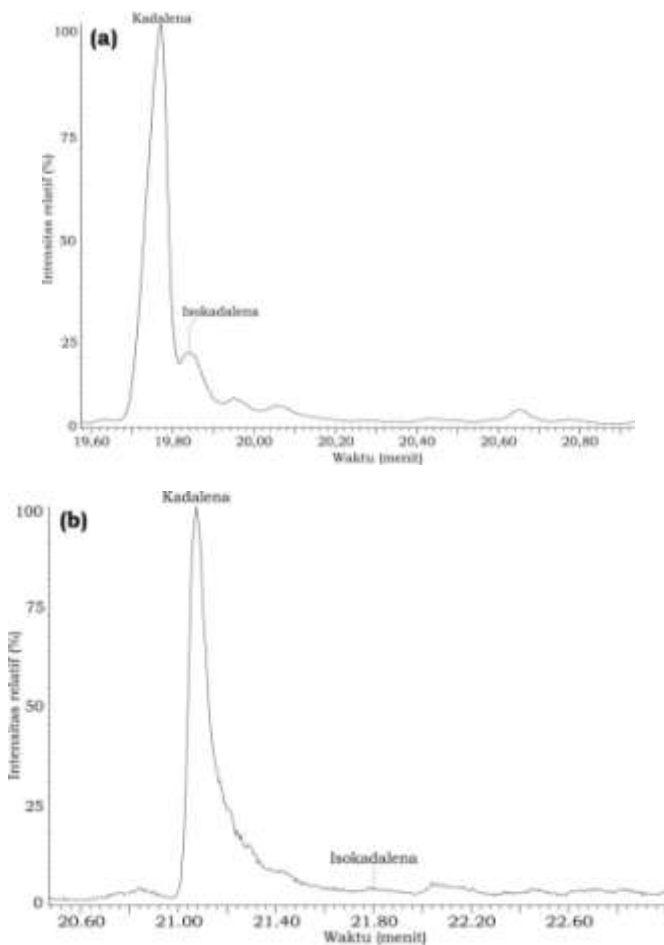 Kadalena
(a)
100
75
50
25
0
Intensitas relatif (%)
Isokadalena
19,60 19,80 20,00 20,20 20,40 20,60 20,80
Waktu (menit)
Kadalena
(b)
100
75
50
25
0
Intensitas relatif (%)
Isokadalena
20.60 21.00 21.40 21.80 22.20 22.60
Waktu (menit)